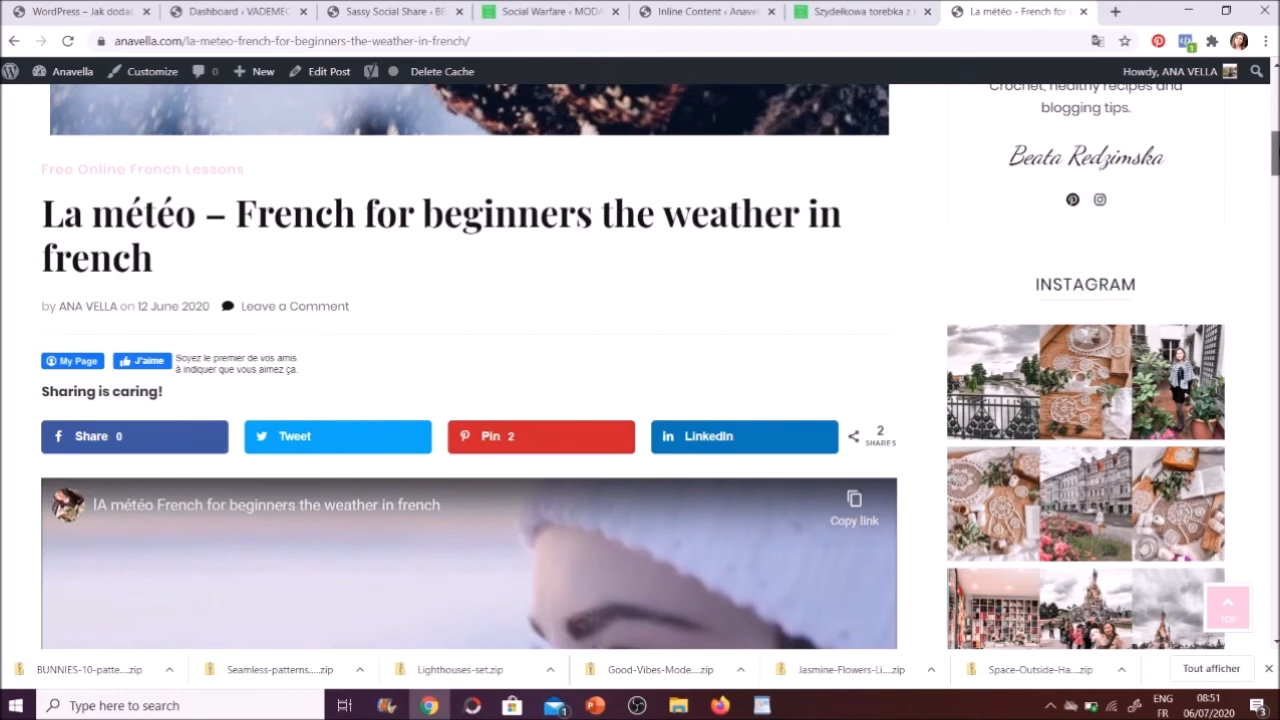 WordPress – Jak dodac
Dashboard ‹ VADEMEC
Sassy Social Share ‹ BE
Social Warfare ‹ MODA
Inline Content ‹ Anavel
Szydełkowa torebka z
La météo - French for
anavella.com/la-meteo-french-for-beginners-the-weather-in-french/
Anavella
Customize
0
New
Edit Post
Delete Cache
Howdy, ANA VELLA
Crochet, healthy recipes and
blogging tips.
Beata Redzimska
Free Online French Lessons
La météo – French for beginners the weather in
french
by ANA VELLA on 12 June 2020
Leave a Comment
INSTAGRAM
My Page
J'aime
Soyez le premier de vos amis
à indiquer que vous aimez ça.
Sharing is caring!
Share 0
Tweet
Pin 2
LinkedIn
2
SHARES
lA météo French for beginners the weather in french
Copy link
TOP
BUNNIES-10-patte....zip
Seamless-patterns....zip
Lighthouses-set.zip
Good-Vibes-Mode....zip
Jasmine-Flowers-Li....zip
Space-Outside-Ha....zip
Tout afficher
Type here to search
ENG
FR
08:51
06/07/2020
3